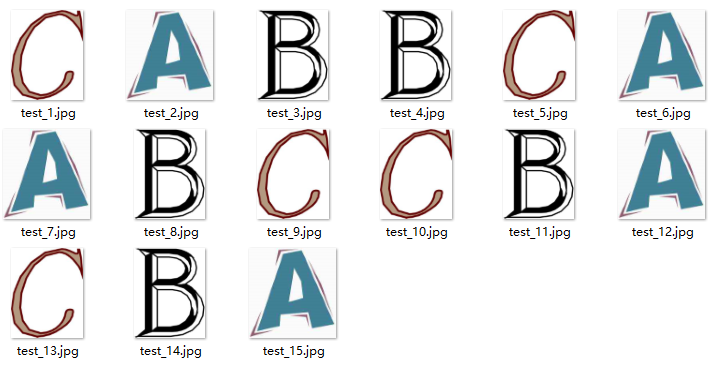 C A B B C A
test_1.jpg test_2.jpg test_3.jpg test_4.jpg test_5.jpg test_6.jpg
A B C C B A
test_7.jpg test_8.jpg test_9.jpg test_10.jpg test_11.jpg test_12.jpg
C B A
test_13.jpg test_14.jpg test_15.jpg